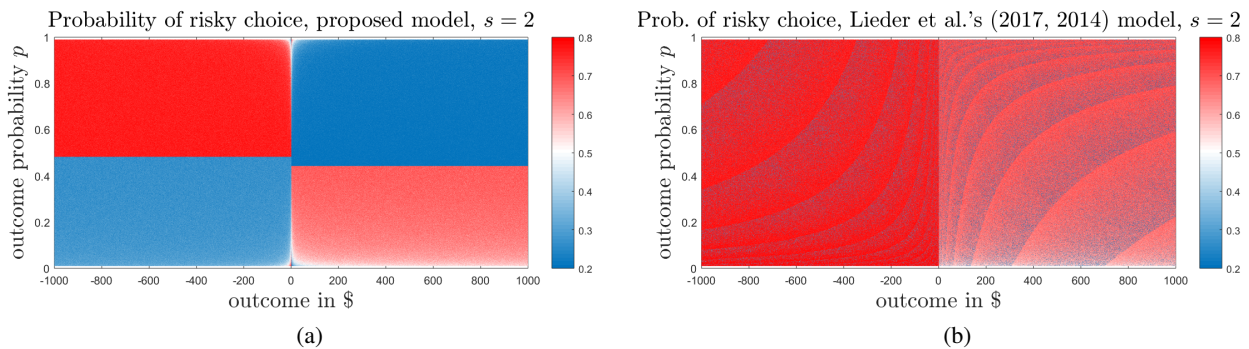 Probability of risky choice, proposed model, s = 2
outcome probability p
1
0.8
0.6
0.4
0.2
0
-1000 -800 -600 -400 -200 0 200 400 600 800 1000
outcome in $
0.8
0.7
0.6
0.5
0.4
0.3
0.2
(a)
Prob. of risky choice, Lieder et al.'s (2017, 2014) model, s = 2
outcome probability p
1
0.8
0.6
0.4
0.2
0
-1000 -800 -600 -400 -200 0 200 400 600 800 1000
outcome in $
0.8
0.7
0.6
0.5
0.4
0.3
0.2
(b)